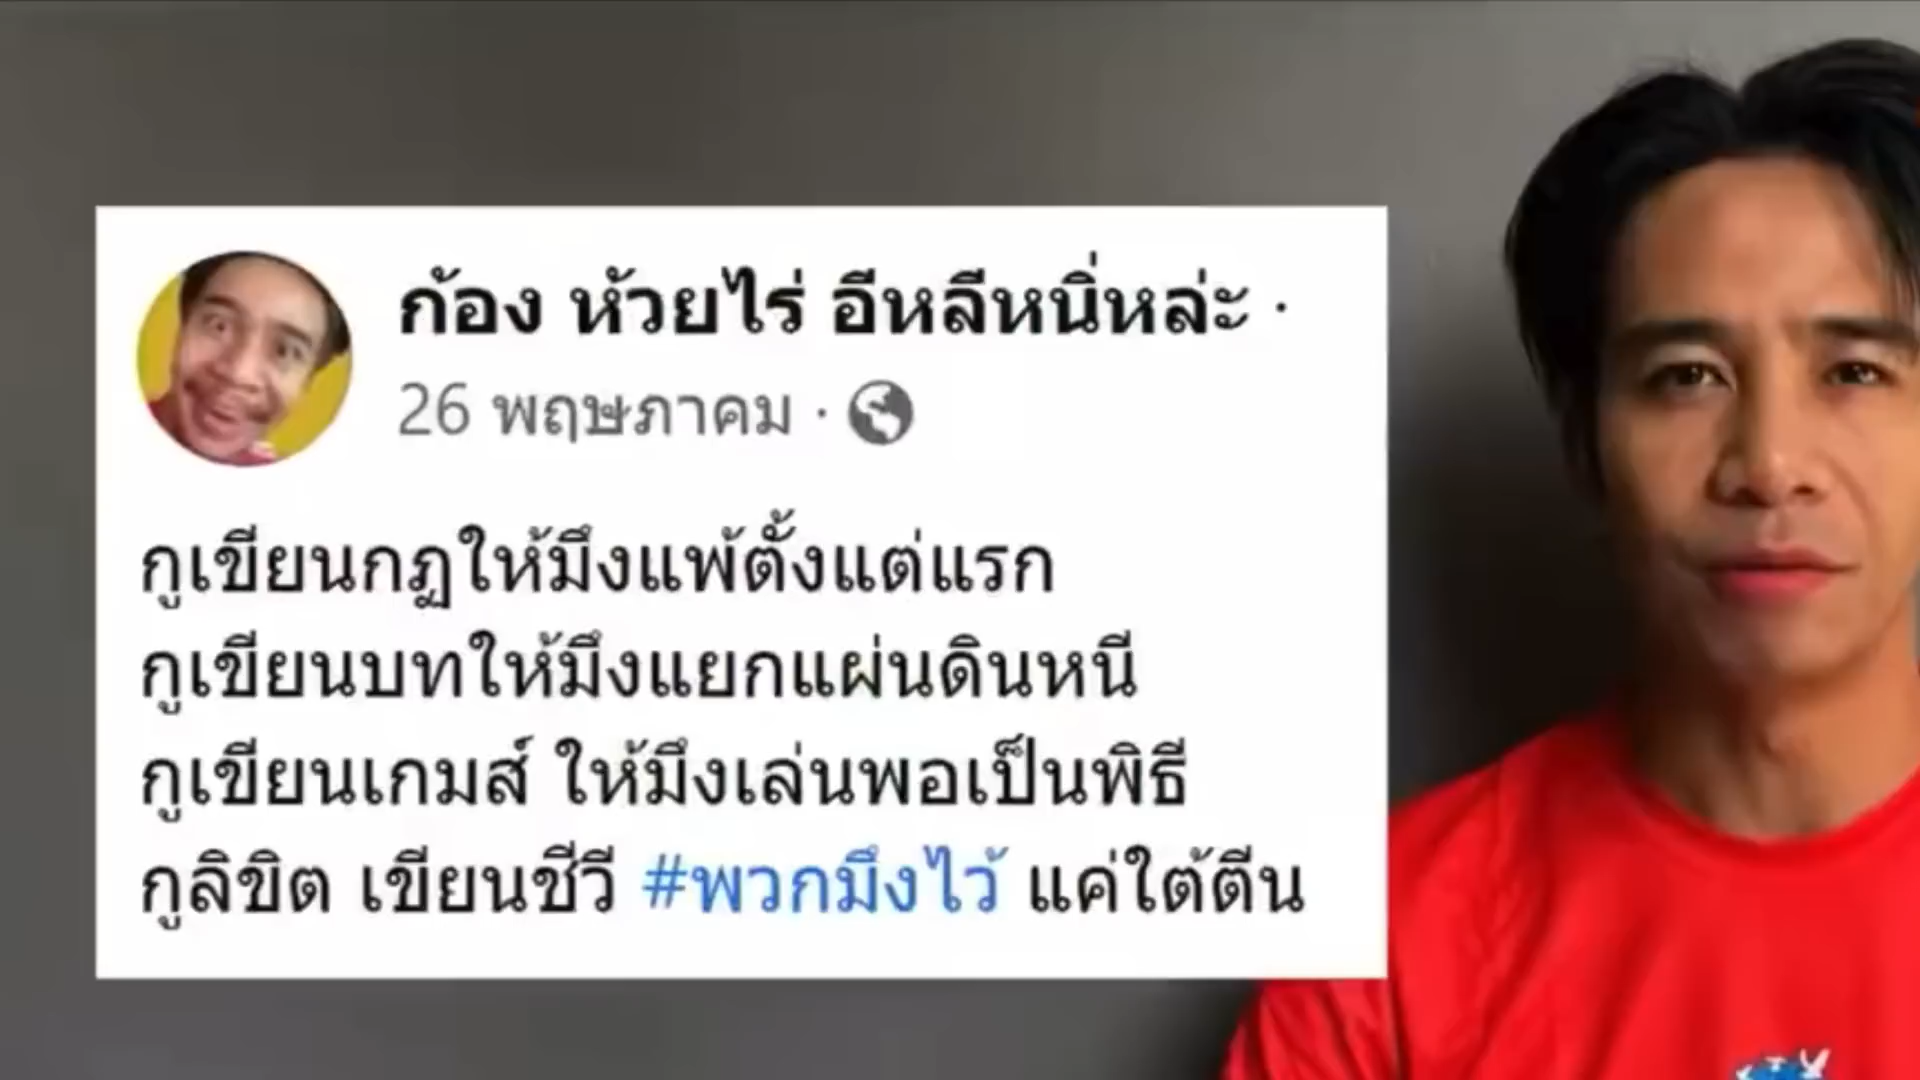 ก้อง ห้วยไร่ อีหลีหนิ่หล่ะ ·
26 พฤษภาคม ·
กูเขียนกฏให้มึงแพ้ตั้งแต่แรก
กูเขียนบทให้มึงแยกแผ่นดินหนี
กูเขียนเกมส์ ให้มึงเล่นพอเป็นพิธี
กูลิขิต เขียนชีวี #พวกมึงไว้ แค่ใต้ตีน